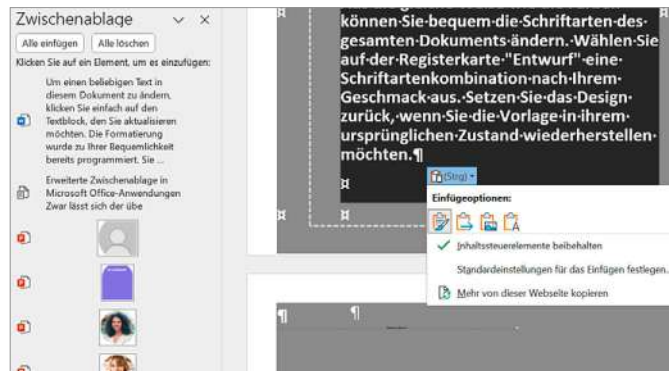 Zwischenablage
Alle einfügen
Alle löschen
Klicken Sie auf ein Element, um es einzufügen:
Um einen beliebigen Text in
diesem Dokument zu ändern,
klicken Sie einfach auf den
Textblock, den Sie aktualisieren
möchten. Die Formatierung
wurde zu Ihrer Bequemlichkeit
bereits programmiert. Sie ...
Erweiterte Zwischenablage in
Microsoft Office-Anwendungen
Zwar lässt sich der übe
können·Sie·bequem·die·Schriftarten·des·
gesamten·Dokuments·ändern.·Wählen·Sie
auf·der·Registerkarte·"Entwurf"·eine·
Schriftartenkombination·nach·Ihrem·
Geschmack·aus.·Setzen·Sie·das·Design·
zurück,·wenn·Sie·die·Vorlage·in·ihrem·
ursprünglichen·Zustand·wiederherstellen·
möchten.¶
(Strg)
Einfügeoptionen:
Inhaltssteuerelemente beibehalten
Standardeinstellungen für das Einfügen festlegen.
Mehr von dieser Webseite kopieren
¶ ¶